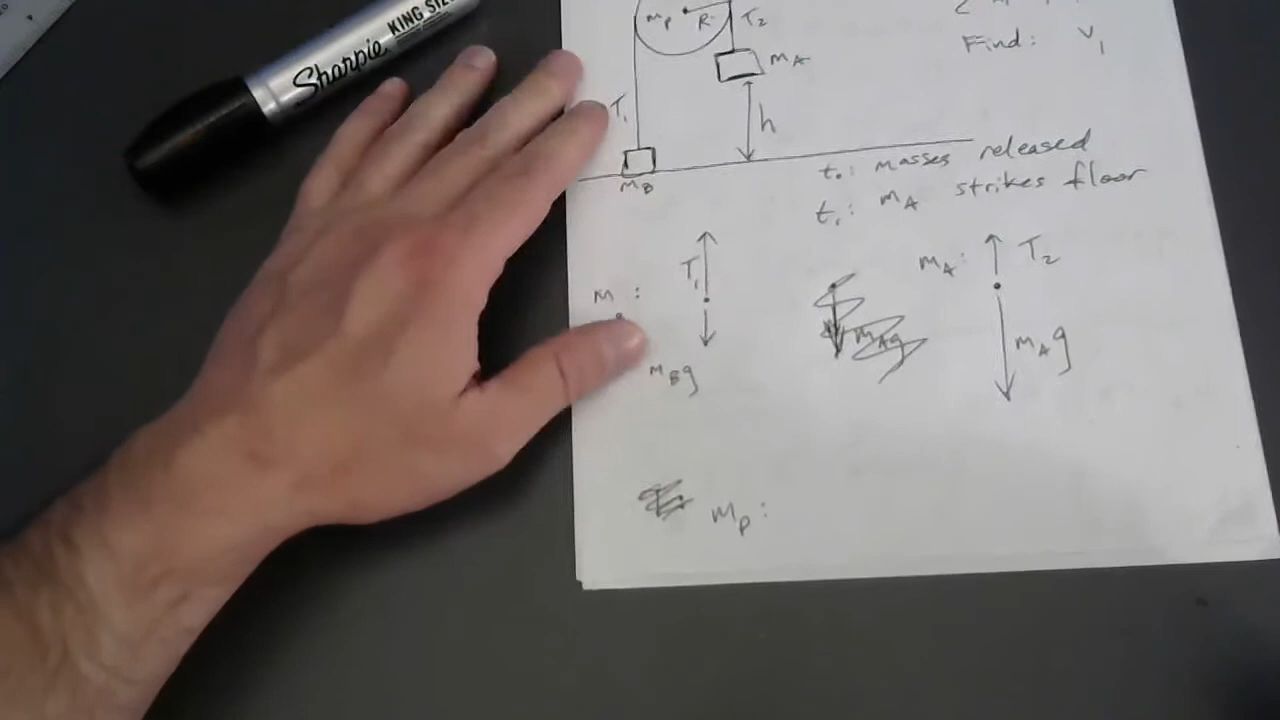 Sharpie KING SIZE
mp R T2
mA
Find: v1
T1
h
mB
t0: masses released
t1: mA strikes floor
T1
mBg
mAg
mA: T2
mAg
mp: